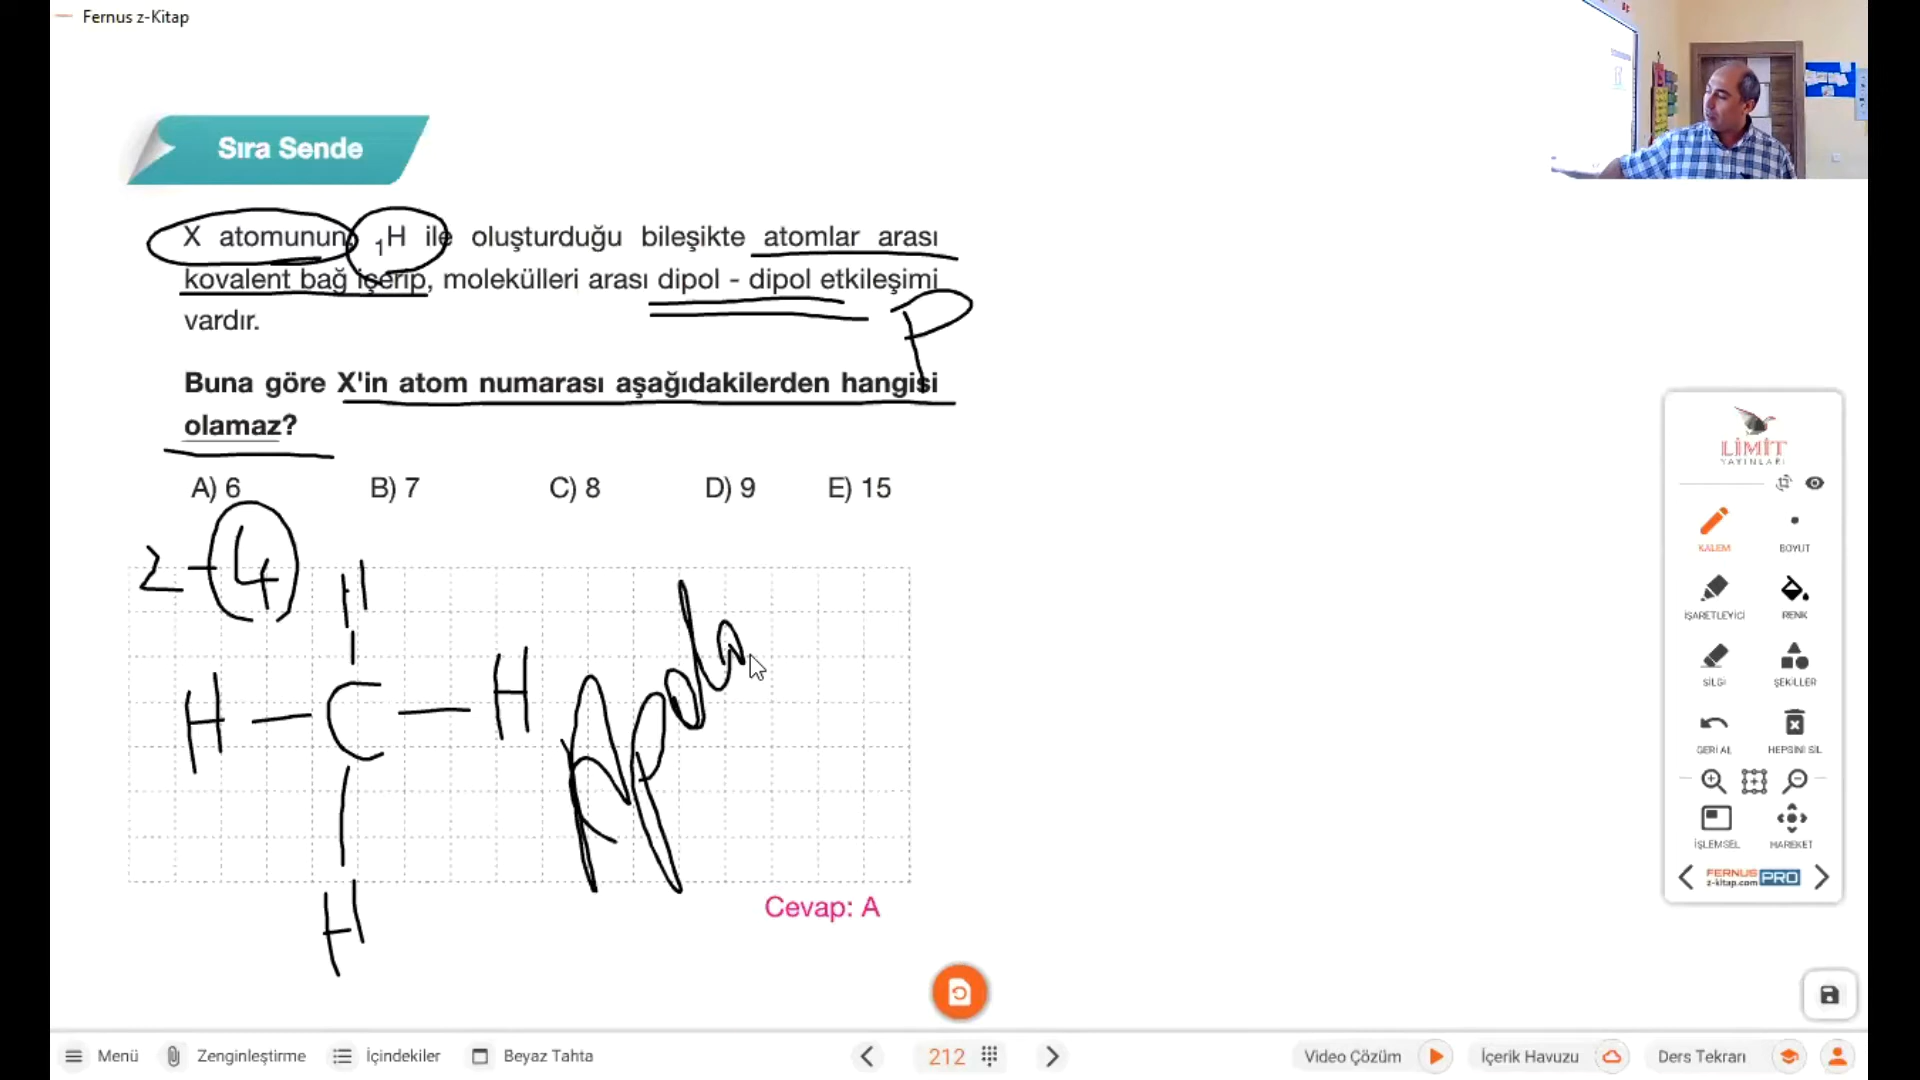 Fernus z-Kitap
Sıra Sende
X atomunun, ₁H ile oluşturduğu bileşikte atomlar arası
kovalent bağ içerip, molekülleri arası dipol - dipol etkileşimi
vardır.
P
Buna göre X'in atom numarası aşağıdakilerden hangisi
olamaz?
A) 6 B) 7 C) 8 D) 9 E) 15
2-4
H
H - C - H
H
Cevap: A
LİMİT
YAYINLARI
KALEM BOYUT
İŞARETLEYİCİ RENK
SİLGİ ŞEKİLLER
GERİ AL HEPSİNİ SİL
İŞLEMSEL HAREKET
FERNUS PRO
z-kitap.com
Menü Zenginleştirme İçindekiler Beyaz Tahta 212 Video Çözüm İçerik Havuzu Ders Tekrarı